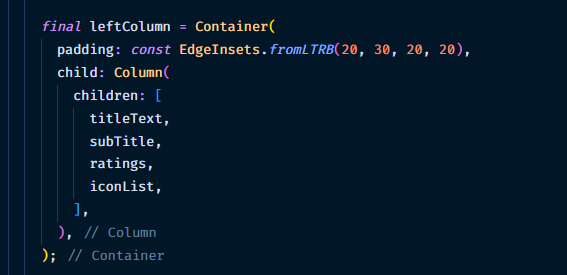 final leftColumn = Container(
  padding: const EdgeInsets.fromLTRB(20, 30, 20, 20),
  child: Column(
    children: [
      titleText,
      subTitle,
      ratings,
      iconList,
    ],
  ), // Column
); // Container